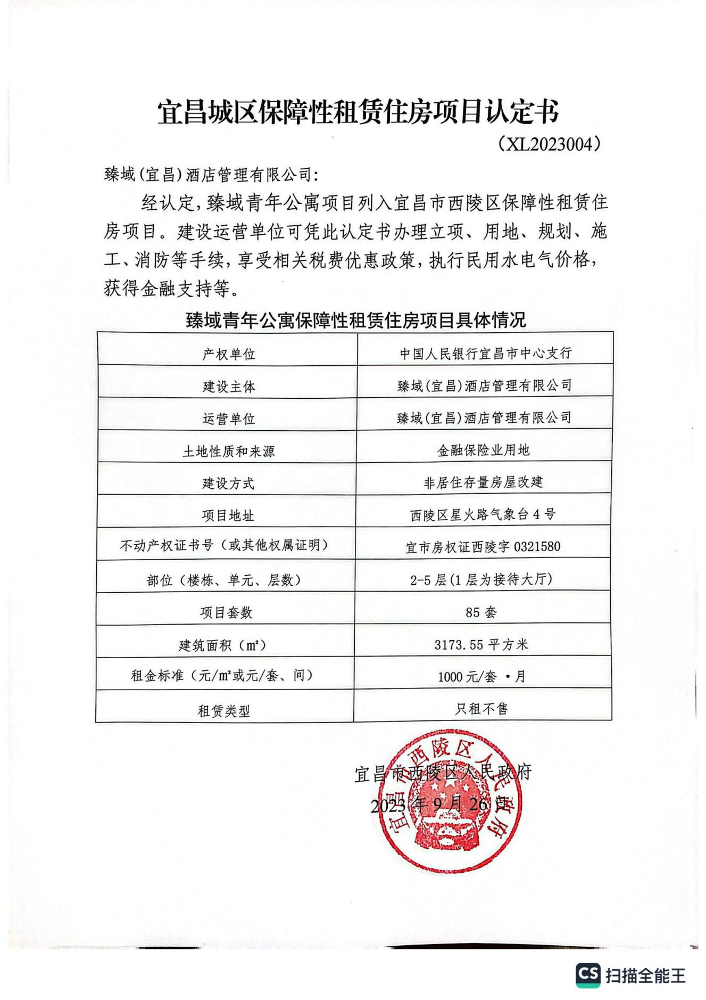 宜昌城区保障性租赁住房项目认定书
（XL2023004）
臻域(宜昌)酒店管理有限公司:
经认定,臻域青年公寓项目列入宜昌市西陵区保障性租赁住
房项目。建设运营单位可凭此认定书办理立项、用地、规划、施
工、消防等手续,享受相关税费优惠政策,执行民用水电气价格,
获得金融支持等。
臻域青年公寓保障性租赁住房项目具体情况
产权单位 中国人民银行宜昌市中心支行
建设主体 臻域(宜昌)酒店管理有限公司
运营单位 臻域(宜昌)酒店管理有限公司
土地性质和来源 金融保险业用地
建设方式 非居住存量房屋改建
项目地址 西陵区星火路气象台 4 号
不动产权证书号（或其他权属证明） 宜市房权证西陵字 0321580
部位（楼栋、单元、层数） 2-5 层(1 层为接待大厅)
项目套数 85 套
建筑面积（㎡） 3173.55 平方米
租金标准（元/㎡或元/套、间） 1000 元/套 · 月
租赁类型 只租不售
宜昌市西陵区人民政府
2023 年 9 月 26 日
宜昌市西陵区人民政府
CS 扫描全能王